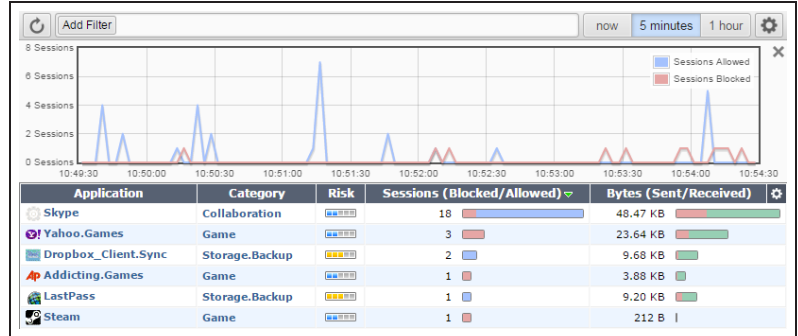 Add Filter now 5 minutes 1 hour
8 Sessions
6 Sessions
4 Sessions
2 Sessions
0 Sessions
Sessions Allowed
Sessions Blocked
10:49:30 10:50:00 10:50:30 10:51:00 10:51:30 10:52:00 10:52:30 10:53:00 10:53:30 10:54:00 10:54:30
Application Category Risk Sessions (Blocked/Allowed) Bytes (Sent/Received)
Skype Collaboration 18 48.47 KB
Yahoo.Games Game 3 23.64 KB
Dropbox_Client.Sync Storage.Backup 2 9.68 KB
Addicting.Games Game 1 3.88 KB
LastPass Storage.Backup 1 9.20 KB
Steam Game 1 212 B